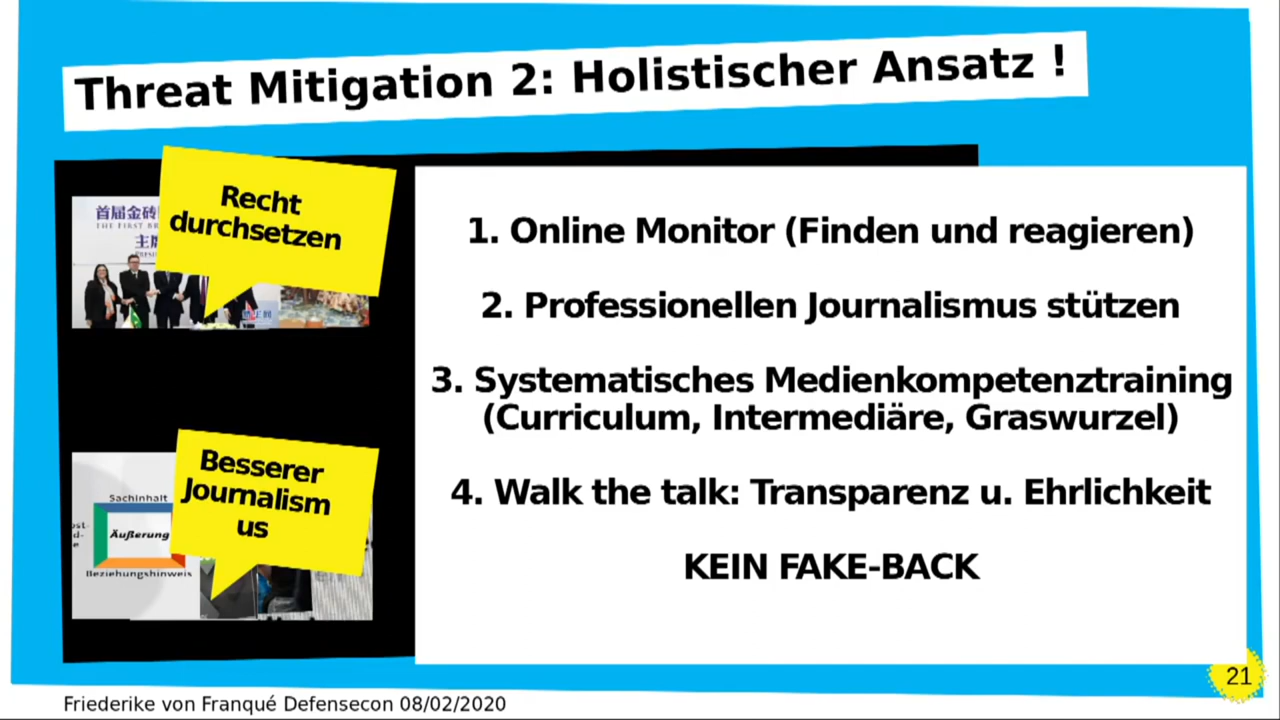 Threat Mitigation 2: Holistischer Ansatz !
Recht
durchsetzen
首届金砖
THE FIRST BR
Besserer
Journalism
us
Sachinhalt
Äußerung
Beziehungshinweis
1. Online Monitor (Finden und reagieren)
2. Professionellen Journalismus stützen
3. Systematisches Medienkompetenztraining
(Curriculum, Intermediäre, Graswurzel)
4. Walk the talk: Transparenz u. Ehrlichkeit
KEIN FAKE-BACK
21
Friederike von Franqué Defensecon 08/02/2020